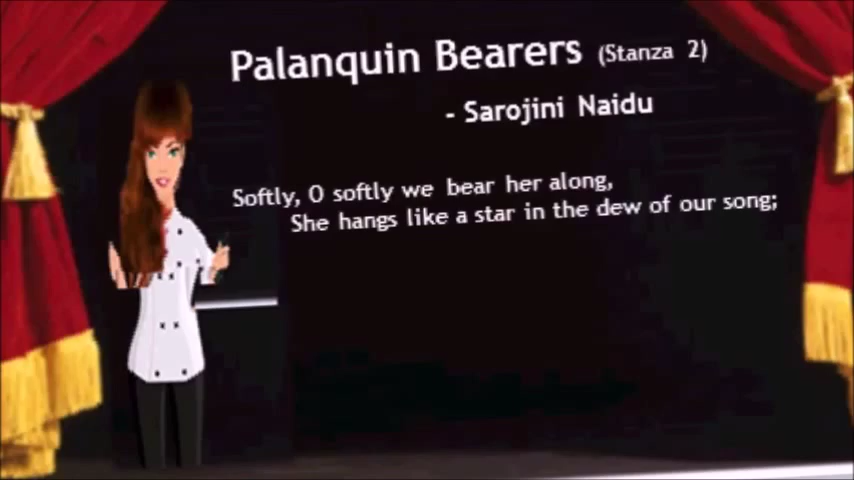 Palanquin Bearers (Stanza 2)
- Sarojini Naidu
Softly, O softly we bear her along,
She hangs like a star in the dew of our song;